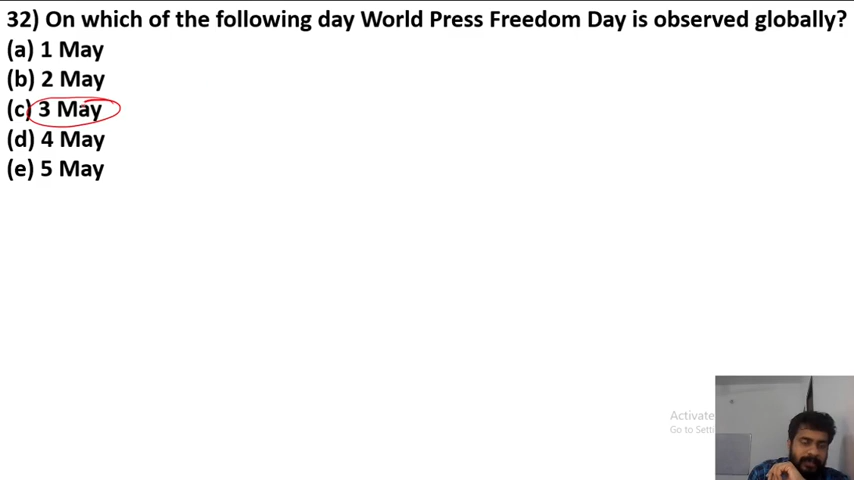 32) On which of the following day World Press Freedom Day is observed globally?
(a) 1 May
(b) 2 May
(c) 3 May
(d) 4 May
(e) 5 May
Activate
Go to Setti